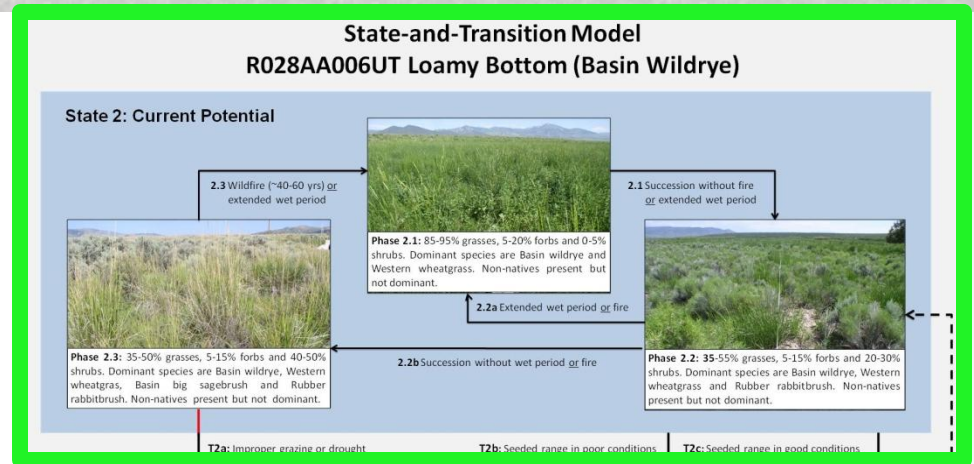 State-and-Transition Model
R028AA006UT Loamy Bottom (Basin Wildrye)
State 2: Current Potential
2.3 Wildfire (~40-60 yrs) or
extended wet period
2.1 Succession without fire
or extended wet period
Phase 2.1: 85-95% grasses, 5-20% forbs and 0-5%
shrubs. Dominant species are Basin wildrye and
Western wheatgrass. Non-natives present but
not dominant.
2.2a Extended wet period or fire
Phase 2.3: 35-50% grasses, 5-15% forbs and 40-50%
shrubs. Dominant species are Basin wildrye, Western
wheatgras, Basin big sagebrush and Rubber
rabbitbrush. Non-natives present but not dominant.
2.2b Succession without wet period or fire
Phase 2.2: 35-55% grasses, 5-15% forbs and 20-30%
shrubs. Dominant species are Basin wildrye, Western
wheatgrass and Rubber rabbitbrush. Non-natives
present but not dominant.
T2a: Improper grazing or drought
T2b: Seeded range in poor conditions
T2c: Seeded range in good conditions